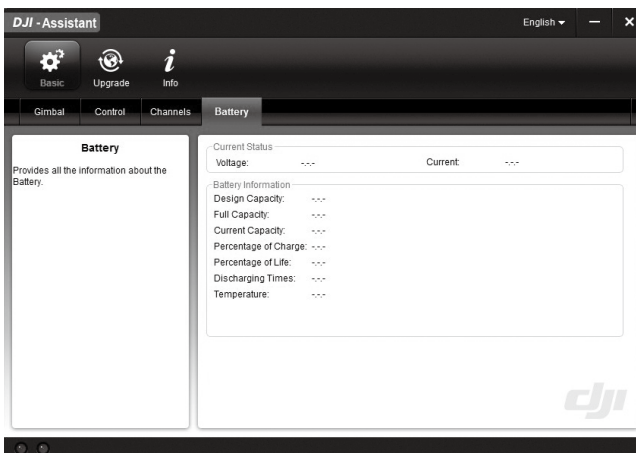 DJI - Assistant
English
Basic
Upgrade
Info
Gimbal
Control
Channels
Battery
Battery
Provides all the information about the
Battery.
Current Status
Voltage: -.-.-
Current: -.-.-
Battery Information
Design Capacity: -.-.-
Full Capacity: -.-.-
Current Capacity: -.-.-
Percentage of Charge: -.-.-
Percentage of Life: -.-.-
Discharging Times: -.-.-
Temperature: -.-.-
dji